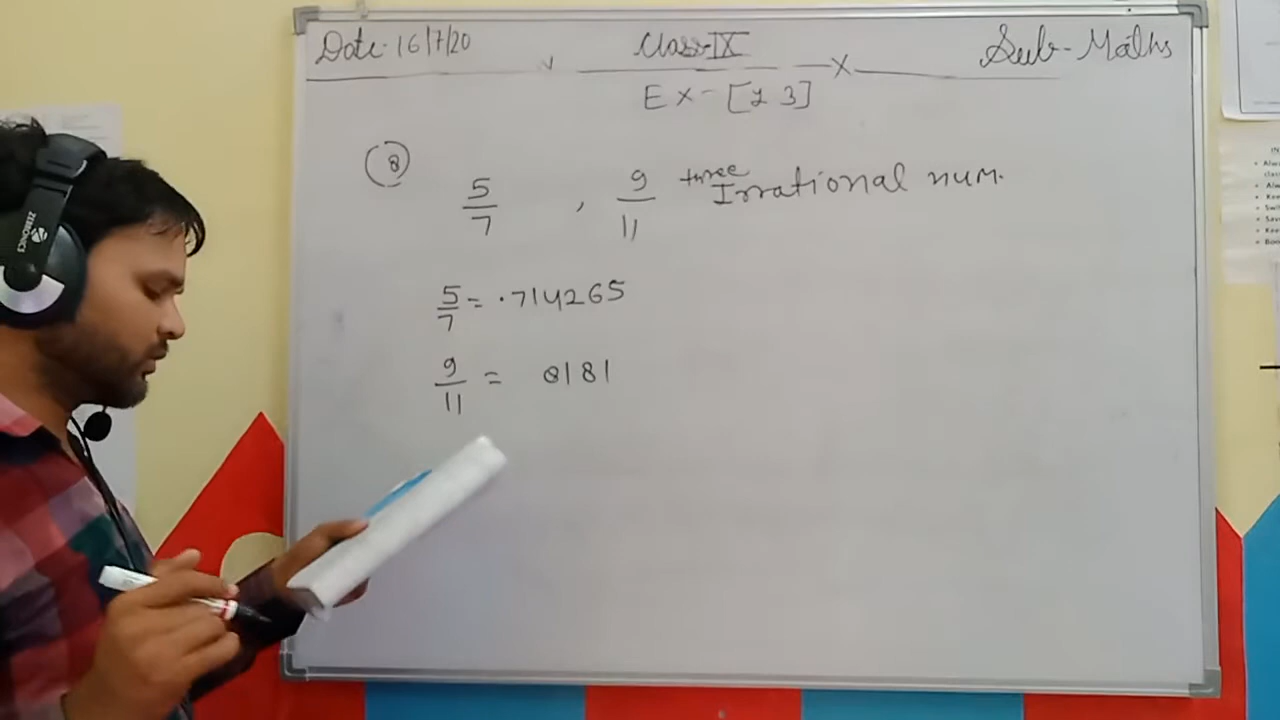 Date- 16/7/20 Class-IX Sub- Maths
Ex- [1 3]
8
5/7 , 9/11 three Irrational num.
5/7 = .714265
9/11 = 8181
ZEBRONICS